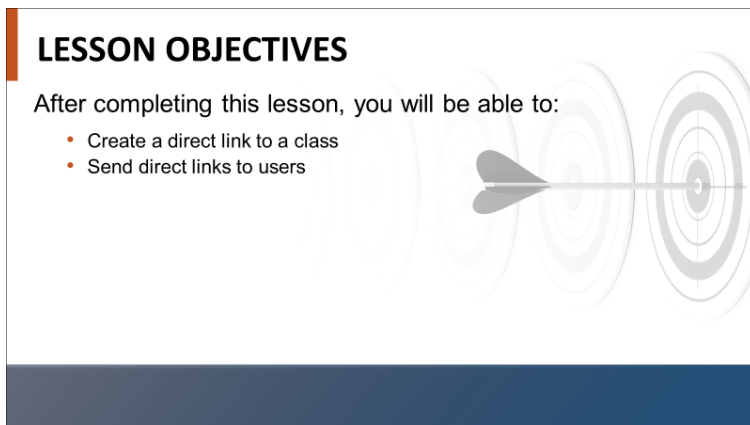 LESSON OBJECTIVES
After completing this lesson, you will be able to:
• Create a direct link to a class
• Send direct links to users